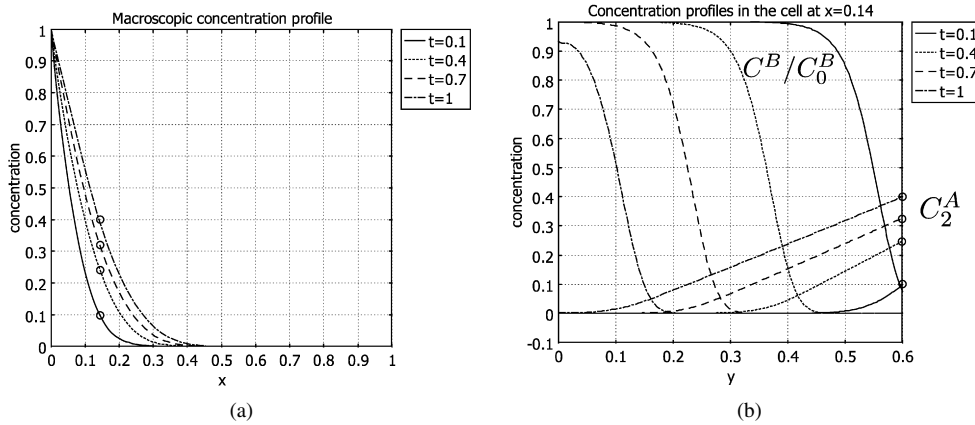 Macroscopic concentration profile
1
0.9
0.8
0.7
0.6
0.5
0.4
0.3
0.2
0.1
0
concentration
0 0.1 0.2 0.3 0.4 0.5 0.6 0.7 0.8 0.9 1
x
t=0.1
t=0.4
t=0.7
t=1
(a)
Concentration profiles in the cell at x=0.14
1
0.9
0.8
0.7
0.6
0.5
0.4
0.3
0.2
0.1
0
-0.1
concentration
C^B/C_0^B
C_2^A
0 0.1 0.2 0.3 0.4 0.5 0.6
y
t=0.1
t=0.4
t=0.7
t=1
(b)